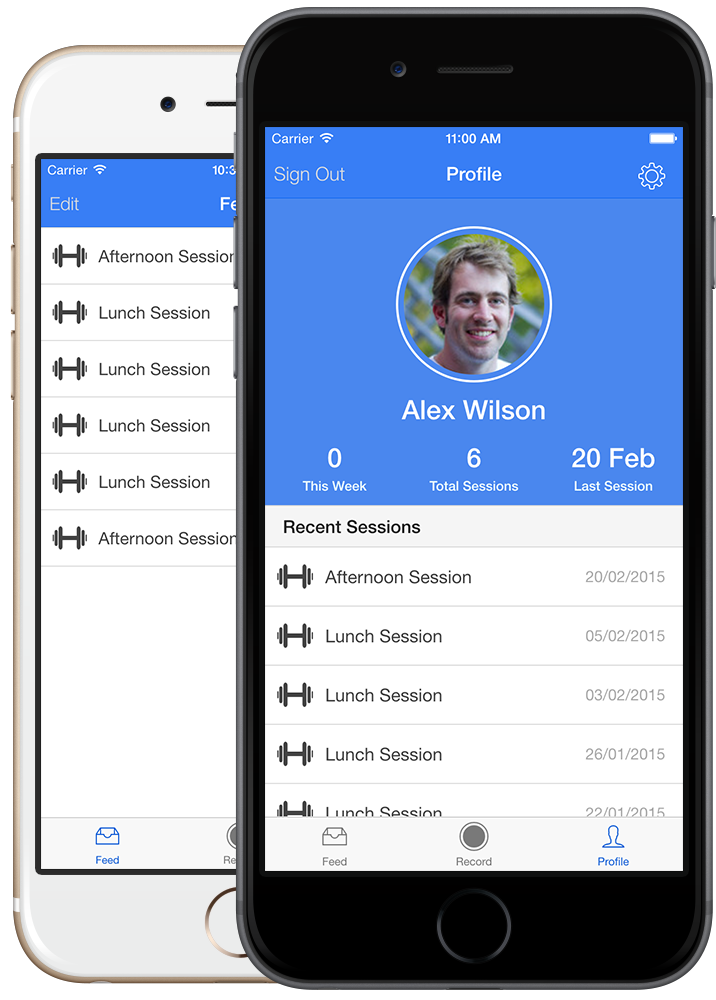 Carrier
10:3
Edit
Fe
Afternoon Session
Lunch Session
Lunch Session
Lunch Session
Lunch Session
Afternoon Session
Feed
Re
Carrier 11:00 AM
Sign Out Profile
Alex Wilson
0 6 20 Feb
This Week Total Sessions Last Session
Recent Sessions
Afternoon Session 20/02/2015
Lunch Session 05/02/2015
Lunch Session 03/02/2015
Lunch Session 26/01/2015
Lunch Session 22/01/2015
Feed Record Profile